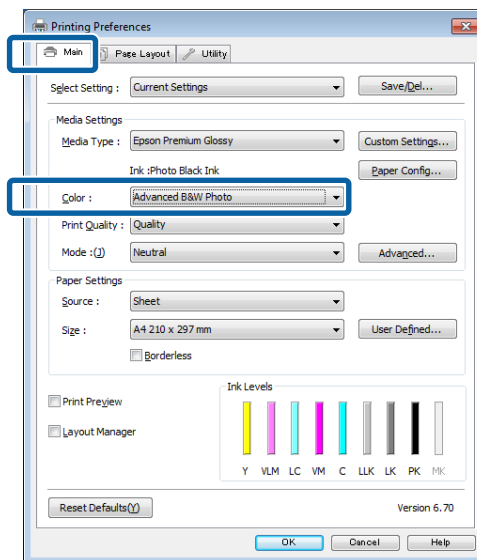 Printing Preferences
Main Page Layout Utility
Select Setting : Current Settings Save/Del...
Media Settings
Media Type : Epson Premium Glossy Custom Settings...
Ink :Photo Black Ink Paper Config...
Color : Advanced B&W Photo
Print Quality : Quality
Mode :(J) Neutral Advanced...
Paper Settings
Source : Sheet
Size : A4 210 x 297 mm User Defined...
Borderless
Ink Levels
Print Preview
Layout Manager
Y VLM LC VM C LLK LK PK MK
Reset Defaults(Y) Version 6.70
OK Cancel Help